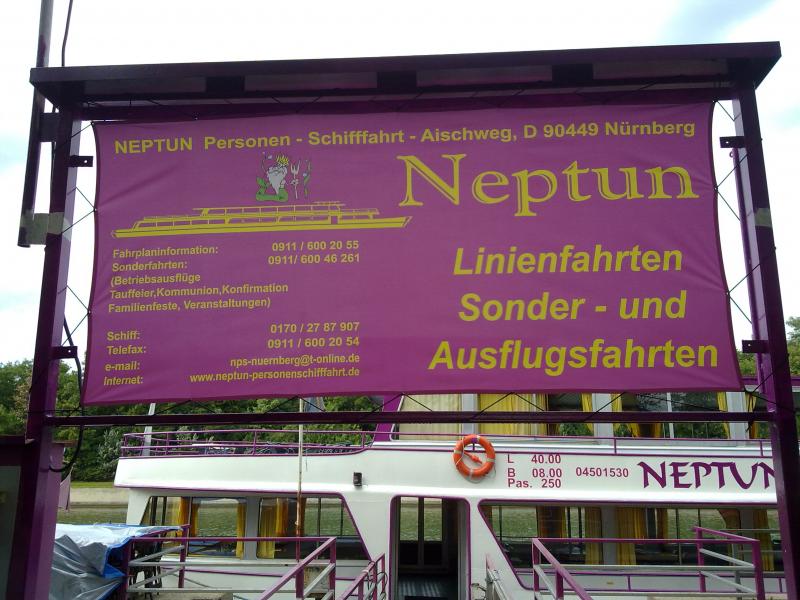 NEPTUN Personen - Schifffahrt - Aischweg, D 90449 Nürnberg
Neptun
Fahrplaninformation: 0911 / 600 20 55
Sonderfahrten: 0911/ 600 46 261
(Betriebsausflüge
Tauffeier,Kommunion,Konfirmation
Familienfeste, Veranstaltungen)
Schiff: 0170 / 27 87 907
Telefax: 0911 / 600 20 54
e-mail: nps-nuernberg@t-online.de
Internet: www.neptun-personenschifffahrt.de
Linienfahrten
Sonder - und
Ausflugsfahrten
L 40.00
B 08.00 04501530
Pas. 250
NEPTUN